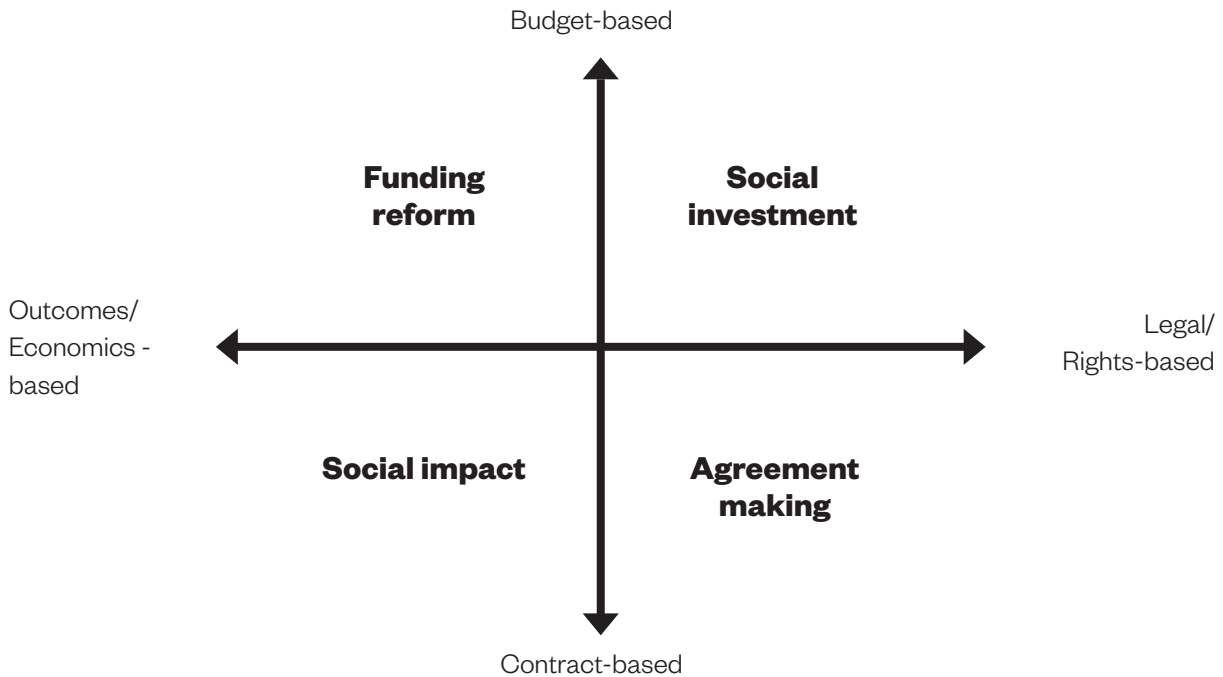 Budget-based
Funding
reform
Social
investment
Outcomes/
Economics -
based
Legal/
Rights-based
Social impact
Agreement
making
Contract-based